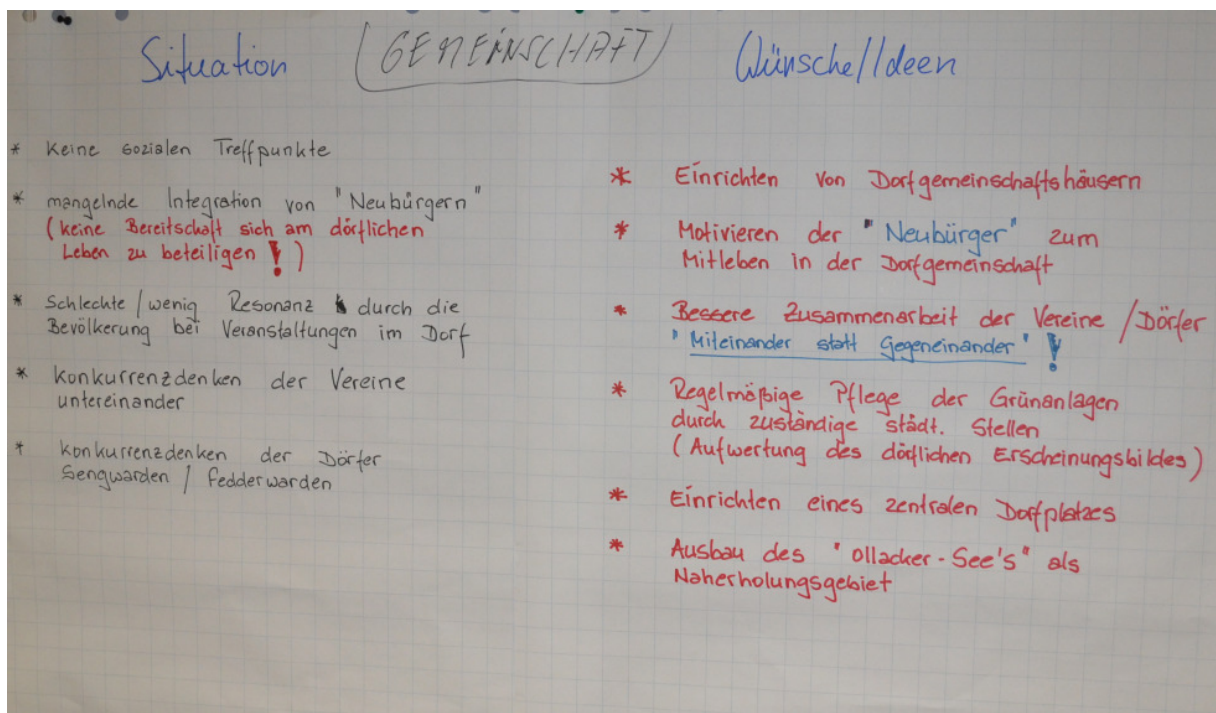 Situation
GEMEINSCHAFT
Wünsche/Ideen
* Keine sozialen Treffpunkte
* mangelnde Integration von "Neubürgern"
(keine Bereitschaft sich am dörflichen
Leben zu beteiligen !)
* Schlechte/wenig Resonanz durch die
Bevölkerung bei Veranstaltungen im Dorf
* Konkurrenzdenken der Vereine
untereinander
* Konkurrenzdenken der Dörfer
Sengwarden / Fedderwarden
* Einrichten von Dorfgemeinschaftshäusern
* Motivieren der "Neubürger" zum
Mitleben in der Dorfgemeinschaft
* Bessere Zusammenarbeit der Vereine /Dörfer
"Miteinander statt Gegeneinander" !
* Regelmäßige Pflege der Grünanlagen
durch zuständige städt. Stellen
(Aufwertung des dörflichen Erscheinungsbildes)
* Einrichten eines zentralen Dorfplatzes
* Ausbau des "Ollacker-See's" als
Naherholungsgebiet